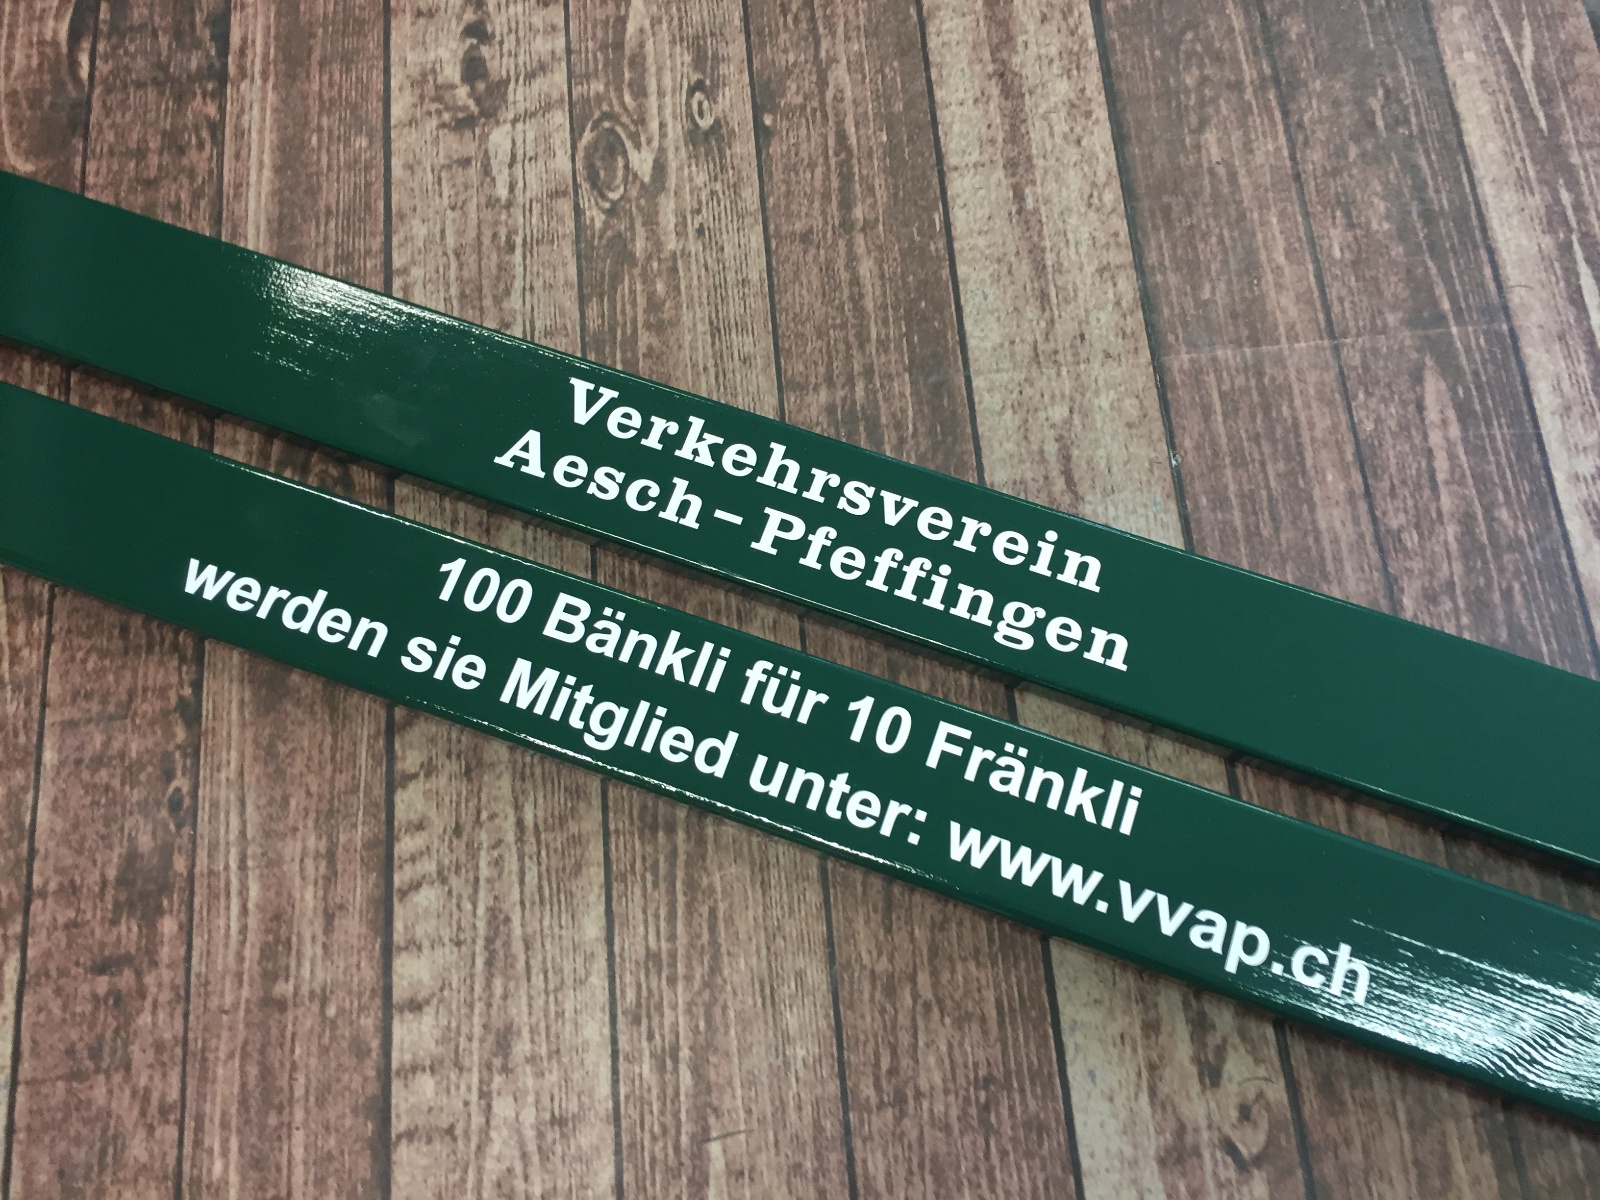 Verkehrsverein
Aesch-Pfeffingen
100 Bänkli für 10 Fränkli
werden sie Mitglied unter: www.vvap.ch